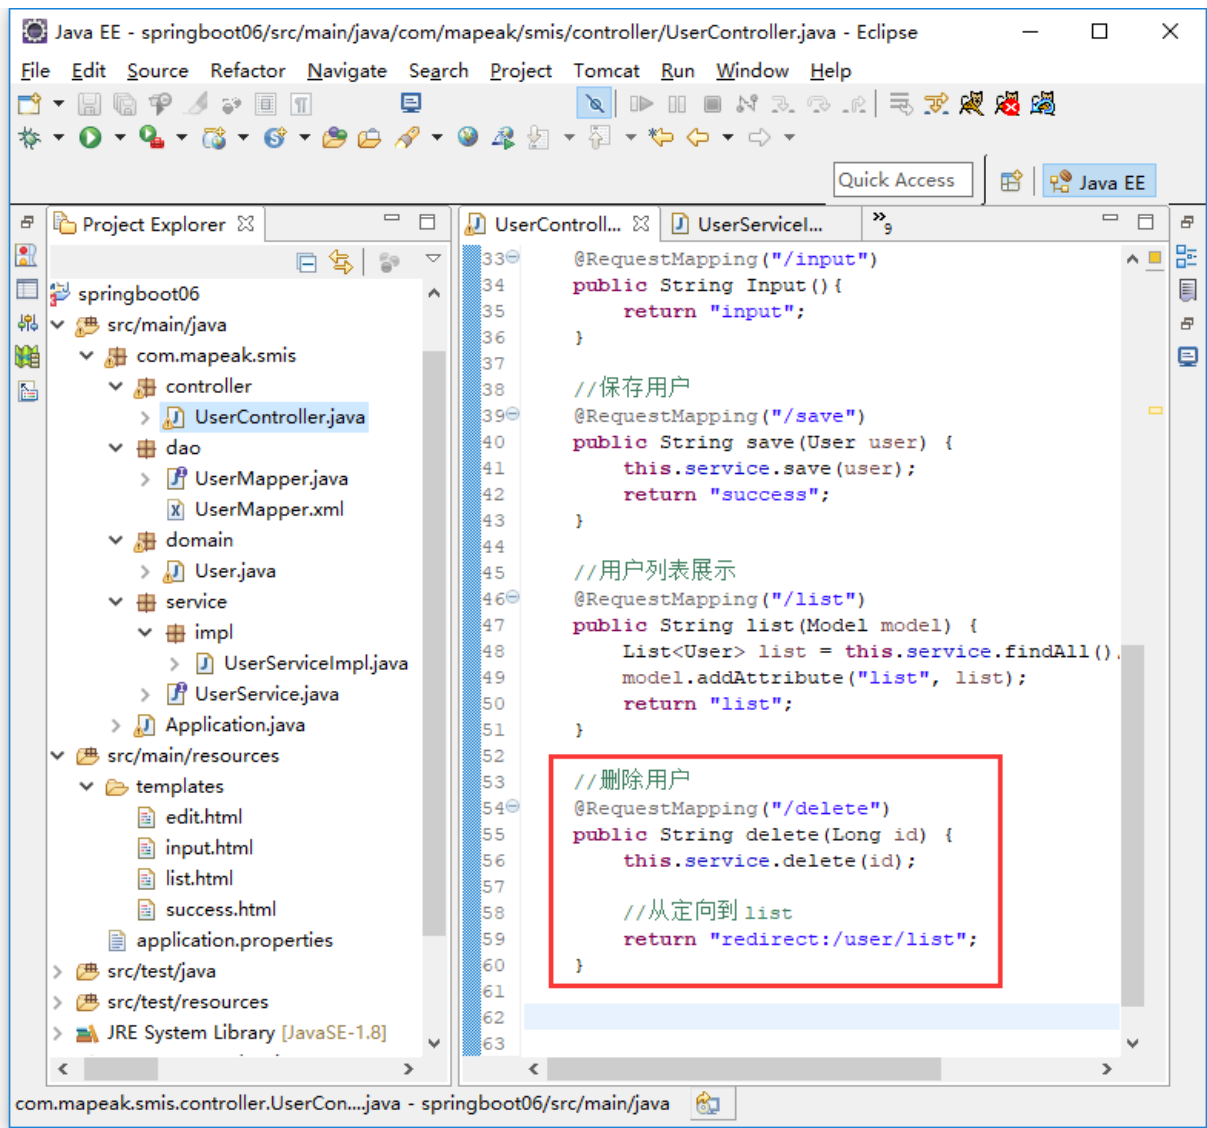 Java EE - springboot06/src/main/java/com/mapeak/smis/controller/UserController.java - Eclipse
File Edit Source Refactor Navigate Search Project Tomcat Run Window Help
Quick Access
Java EE
Project Explorer
springboot06
src/main/java
com.mapeak.smis
controller
UserController.java
dao
UserMapper.java
UserMapper.xml
domain
User.java
service
impl
UserServiceImpl.java
UserService.java
Application.java
src/main/resources
templates
edit.html
input.html
list.html
success.html
application.properties
src/test/java
src/test/resources
JRE System Library [JavaSE-1.8]
UserControll... UserServiceI... »9
33 @RequestMapping("/input")
34 public String Input(){
35 return "input";
36 }
37
38 //保存用户
39 @RequestMapping("/save")
40 public String save(User user) {
41 this.service.save(user);
42 return "success";
43 }
44
45 //用户列表展示
46 @RequestMapping("/list")
47 public String list(Model model) {
48 List<User> list = this.service.findAll()
49 model.addAttribute("list", list);
50 return "list";
51 }
52
53 //删除用户
54 @RequestMapping("/delete")
55 public String delete(Long id) {
56 this.service.delete(id);
57
58 //从定向到 list
59 return "redirect:/user/list";
60 }
61
62
63
com.mapeak.smis.controller.UserCon....java - springboot06/src/main/java